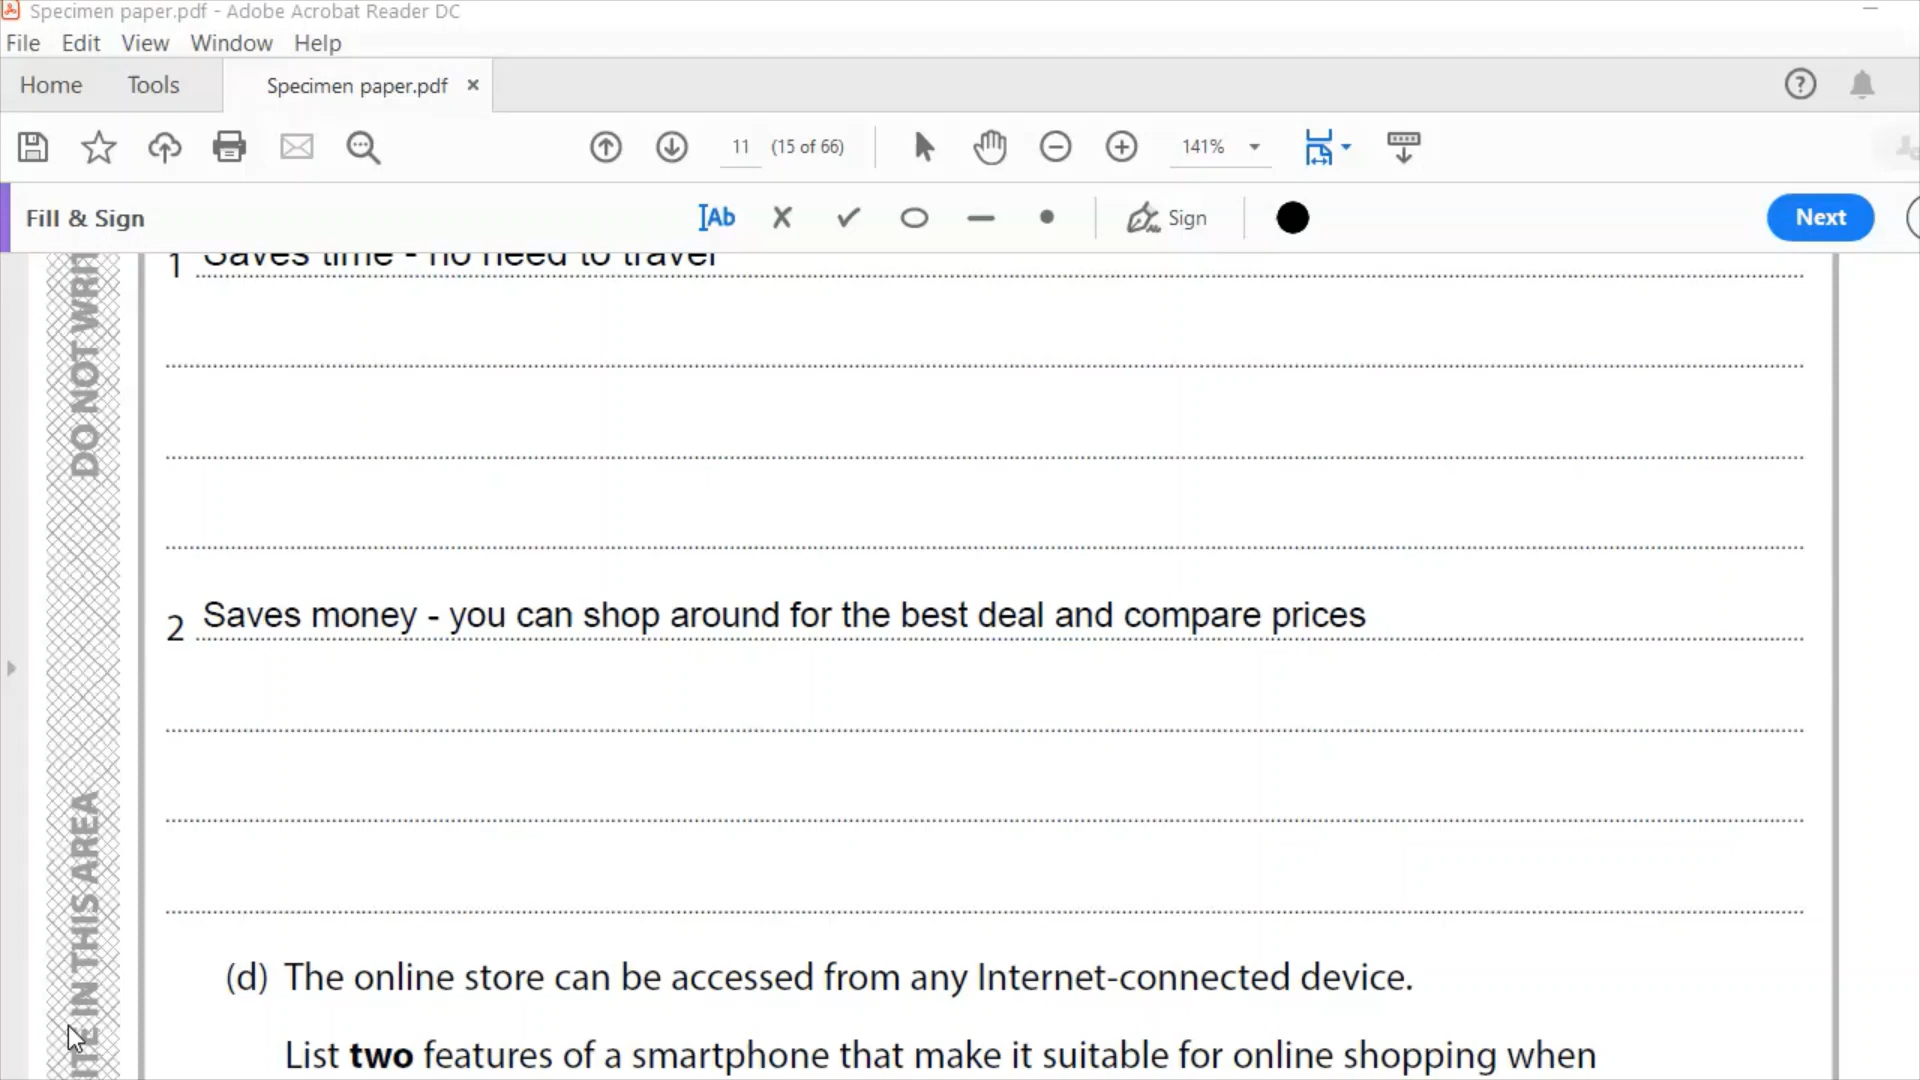 Specimen paper.pdf - Adobe Acrobat Reader DC
File Edit View Window Help
Home Tools Specimen paper.pdf ×
11 (15 of 66) 141%
Fill & Sign Ab Sign Next
1 Saves time - no need to travel
2 Saves money - you can shop around for the best deal and compare prices
(d) The online store can be accessed from any Internet-connected device.
List two features of a smartphone that make it suitable for online shopping when
DO NOT WRIT
ITE IN THIS AREA